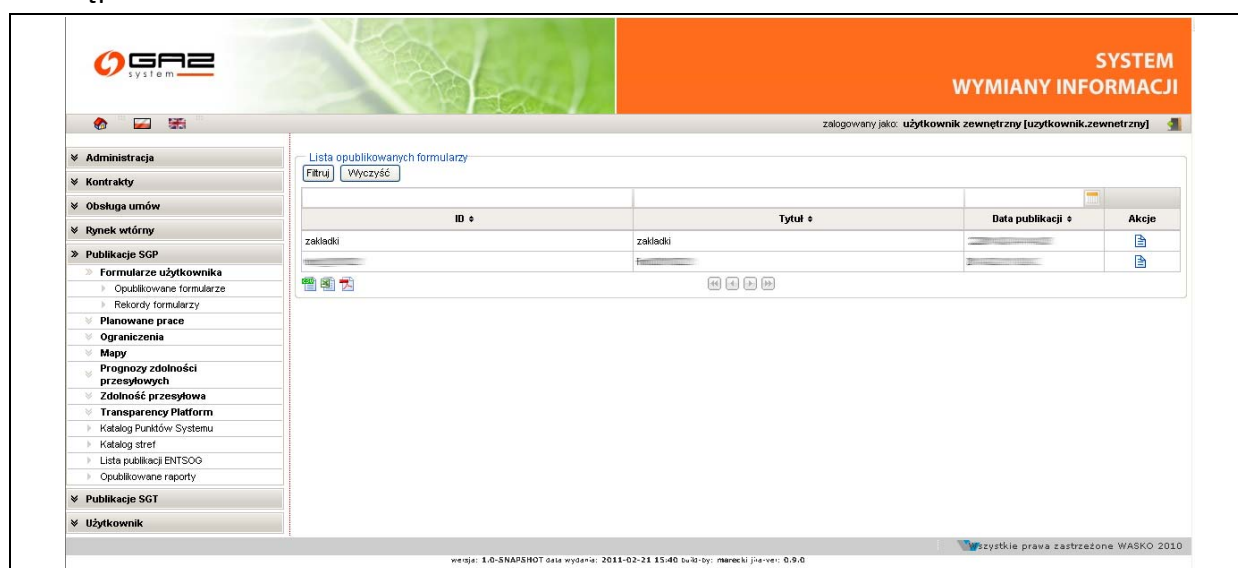 GAZ
system
SYSTEM
WYMIANY INFORMACJI
zalogowany jako: użytkownik zewnętrzny [uzytkownik.zewnetrzny]
Administracja
Kontrakty
Obsługa umów
Rynek wtórny
Publikacje SGP
Formularze użytkownika
Opublikowane formularze
Rekordy formularzy
Planowane prace
Ograniczenia
Mapy
Prognozy zdolności
przesyłowych
Zdolność przesyłowa
Transparency Platform
Katalog Punktów Systemu
Katalog stref
Lista publikacji ENTSOG
Opublikowane raporty
Publikacje SGT
Użytkownik
Lista opublikowanych formularzy
Filtruj Wyczyść
ID Tytuł Data publikacji Akcje
zakladki zakladki
Wszystkie prawa zastrzeżone WASKO 2010
wersja: 1.0-SNAPSHOT data wydania: 2011-02-21 15:40 build-by: marecki jira-ver: 0.9.0